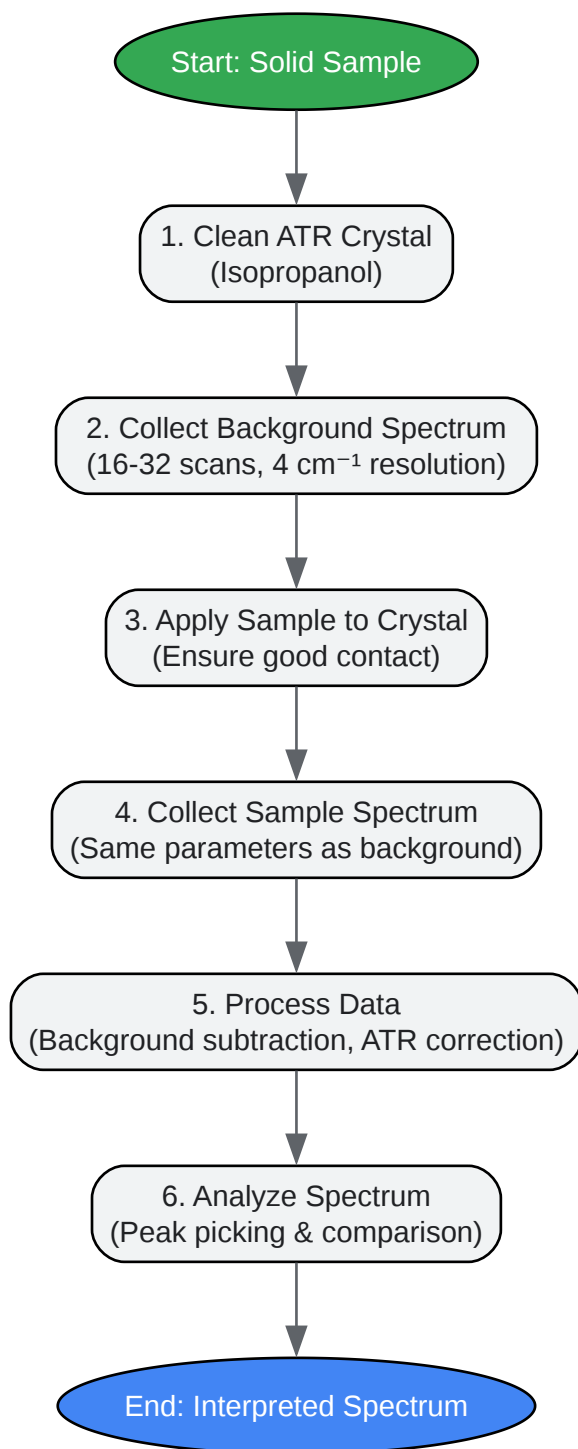 Start: Solid Sample
1. Clean ATR Crystal
(Isopropanol)
2. Collect Background Spectrum
(16-32 scans, 4 cm⁻¹ resolution)
3. Apply Sample to Crystal
(Ensure good contact)
4. Collect Sample Spectrum
(Same parameters as background)
5. Process Data
(Background subtraction, ATR correction)
6. Analyze Spectrum
(Peak picking & comparison)
End: Interpreted Spectrum